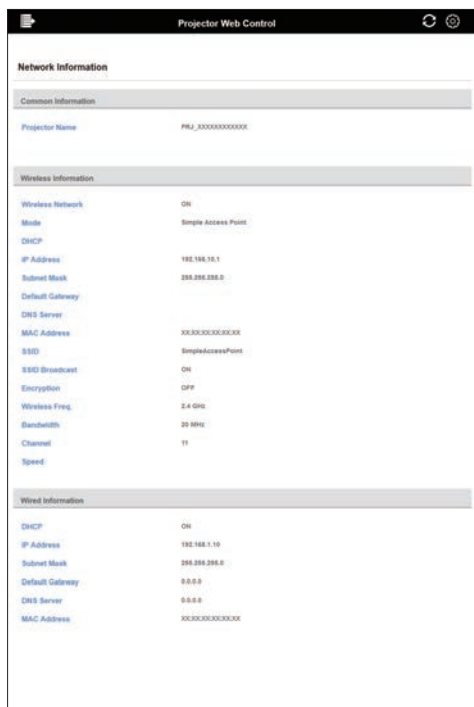 Projector Web Control
Network Information
Common Information
Projector Name PRJ_XXXXXXXXXXXX
Wireless Information
Wireless Network ON
Mode Simple Access Point
DHCP
IP Address 192.168.10.1
Subnet Mask 255.255.255.0
Default Gateway
DNS Server
MAC Address XX:XX:XX:XX:XX:XX
SSID SimpleAccessPoint
SSID Broadcast ON
Encryption OFF
Wireless Freq. 2.4 GHz
Bandwidth 20 MHz
Channel 11
Speed
Wired Information
DHCP ON
IP Address 192.168.1.10
Subnet Mask 255.255.255.0
Default Gateway 0.0.0.0
DNS Server 0.0.0.0
MAC Address XX:XX:XX:XX:XX:XX